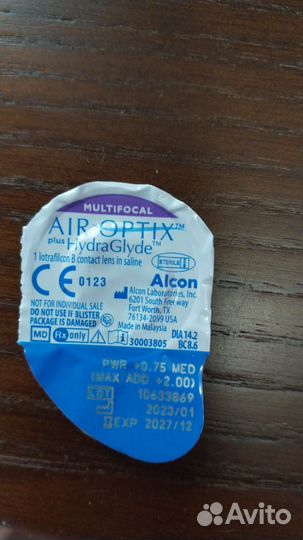 MULTIFOCAL
AIR OPTIX™
plus HydraGlyde™
1 lotrafilcon B contact lens in saline
STERILE
CE 0123
Alcon
Alcon Laboratories, Inc.
6201 South Freeway
Fort Worth, TX
76134-2099 USA
Made in Malaysia
NOT FOR INDIVIDUAL SALE
DO NOT USE IF BLISTER
PACKAGE IS DAMAGED
MD Rx only 30003805
DIA 14.2
BC 8.6
PWR +0.75 MED
(MAX ADD +2.00)
LOT 10633869
2023/01
EXP 2027/12
Avito